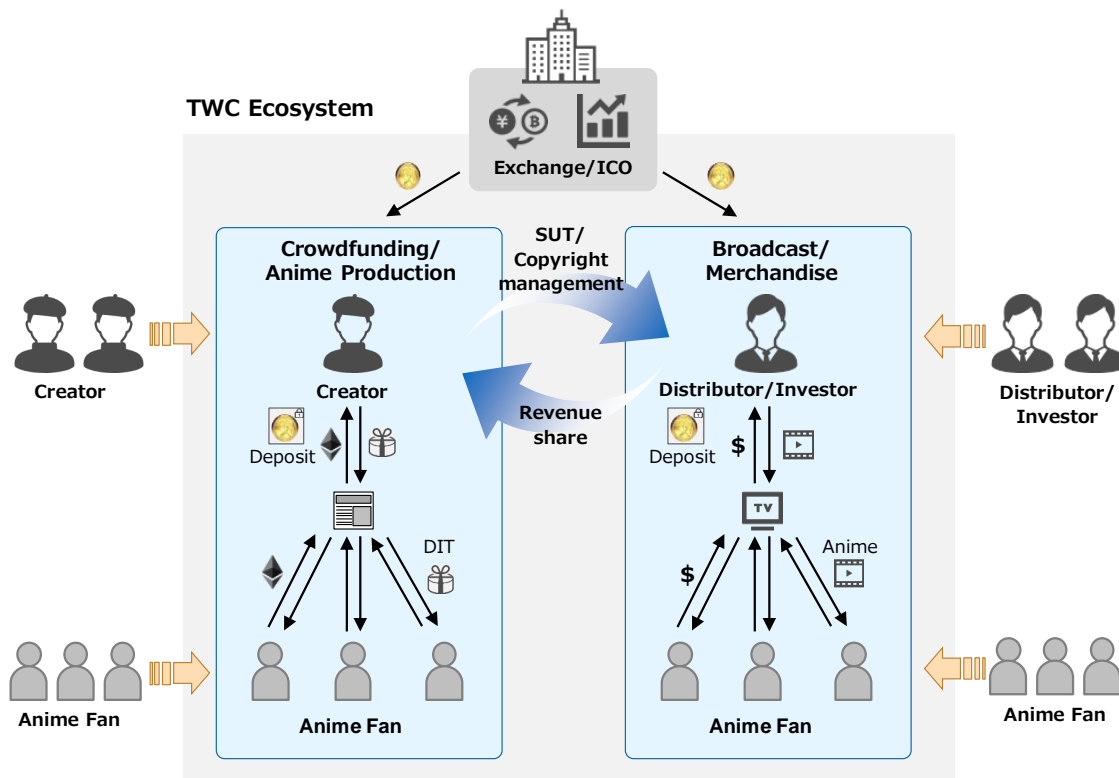 TWC Ecosystem
¥
B
Exchange/ICO
Crowdfunding/
Anime Production
SUT/
Copyright
management
Broadcast/
Merchandise
Creator
Creator
Distributor/Investor
Distributor/
Investor
Revenue
share
Deposit
Deposit
$
TV
DIT
$
Anime
Anime Fan
Anime Fan
Anime Fan
Anime Fan